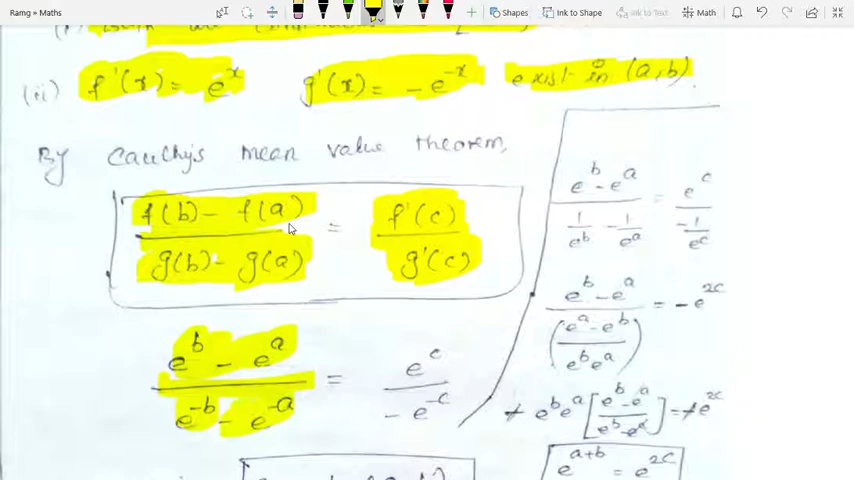 Ramg » Maths
Shapes Ink to Shape Ink to Text Math
(ii) f'(x) = e^x g'(x) = -e^-x exist in (a,b)
By Cauchy's mean value theorem,
f(b) - f(a) / g(b) - g(a) = f'(c) / g'(c)
e^b - e^a / e^-b - e^-a = e^c / -e^-c
e^b - e^a / 1/e^b - 1/e^a = e^c / -1/e^c
e^b - e^a / (e^a - e^b / e^b e^a) = -e^2c
+ e^b e^a [e^b - e^a / e^b - e^a] = +e^2c
e^a+b = e^2c